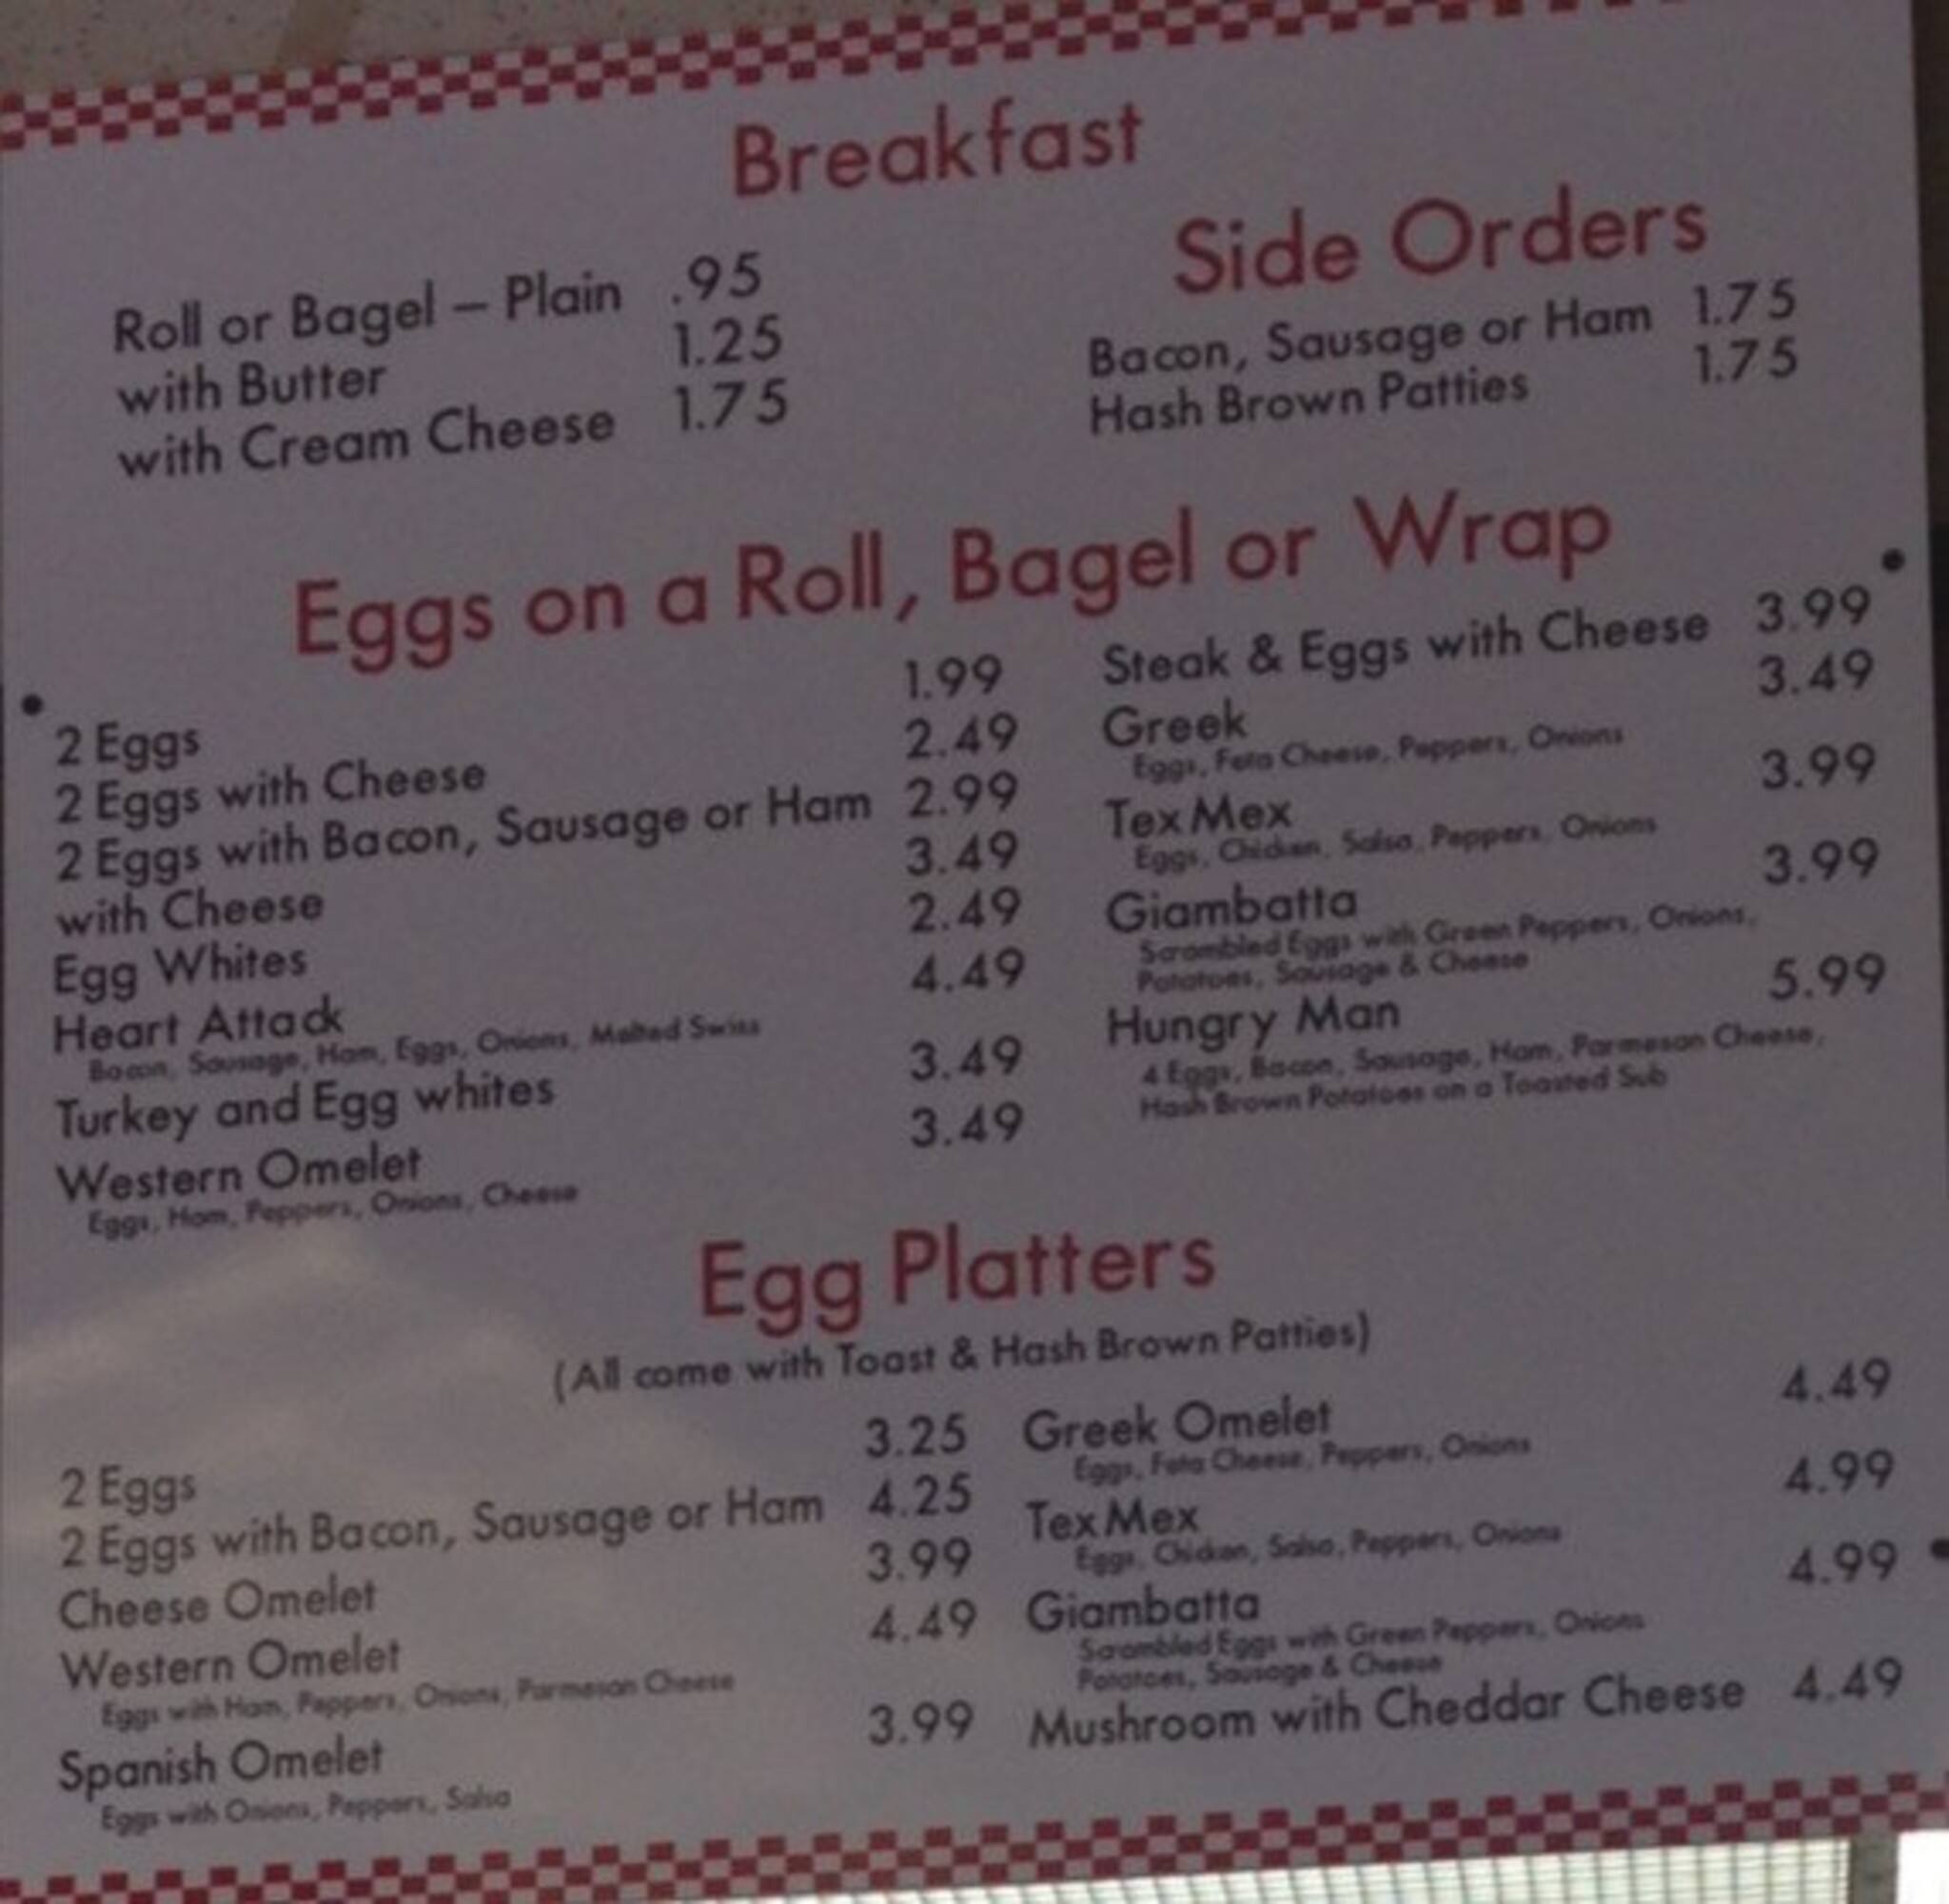 Breakfast
Roll or Bagel – Plain .95
with Butter 1.25
with Cream Cheese 1.75
Side Orders
Bacon, Sausage or Ham 1.75
Hash Brown Patties 1.75
Eggs on a Roll, Bagel or Wrap
2 Eggs 1.99
2 Eggs with Cheese 2.49
2 Eggs with Bacon, Sausage or Ham 2.99
with Cheese 3.49
Egg Whites 2.49
Heart Attack 4.49
Bacon, Sausage, Ham, Eggs, Onions, Melted Swiss
Turkey and Egg whites 3.49
Western Omelet 3.49
Eggs, Ham, Peppers, Onions, Cheese
Steak & Eggs with Cheese 3.99
Greek 3.49
Eggs, Feta Cheese, Peppers, Onions
Tex Mex 3.99
Eggs, Chicken, Salsa, Peppers, Onions
Giambatta 3.99
Scrambled Eggs with Green Peppers, Onions,
Potatoes, Sausage & Cheese
Hungry Man 5.99
4 Eggs, Bacon, Sausage, Ham, Parmesan Cheese,
Hash Brown Potatoes on a Toasted Sub
Egg Platters
(All come with Toast & Hash Brown Patties)
2 Eggs 3.25
2 Eggs with Bacon, Sausage or Ham 4.25
Cheese Omelet 3.99
Western Omelet 4.49
Eggs with Ham, Peppers, Onions, Parmesan Cheese
Spanish Omelet 3.99
Eggs with Onions, Peppers, Salsa
Greek Omelet 4.49
Eggs, Feta Cheese, Peppers, Onions
Tex Mex 4.99
Eggs, Chicken, Salsa, Peppers, Onions
Giambatta 4.99
Scrambled Eggs with Green Peppers, Onions
Potatoes, Sausage & Cheese
Mushroom with Cheddar Cheese 4.49